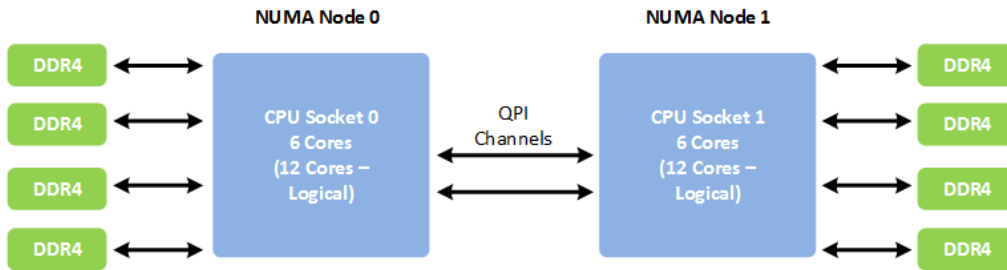 NUMA Node 0
NUMA Node 1
DDR4
DDR4
DDR4
DDR4
CPU Socket 0
6 Cores
(12 Cores –
Logical)
QPI
Channels
CPU Socket 1
6 Cores
(12 Cores –
Logical)
DDR4
DDR4
DDR4
DDR4